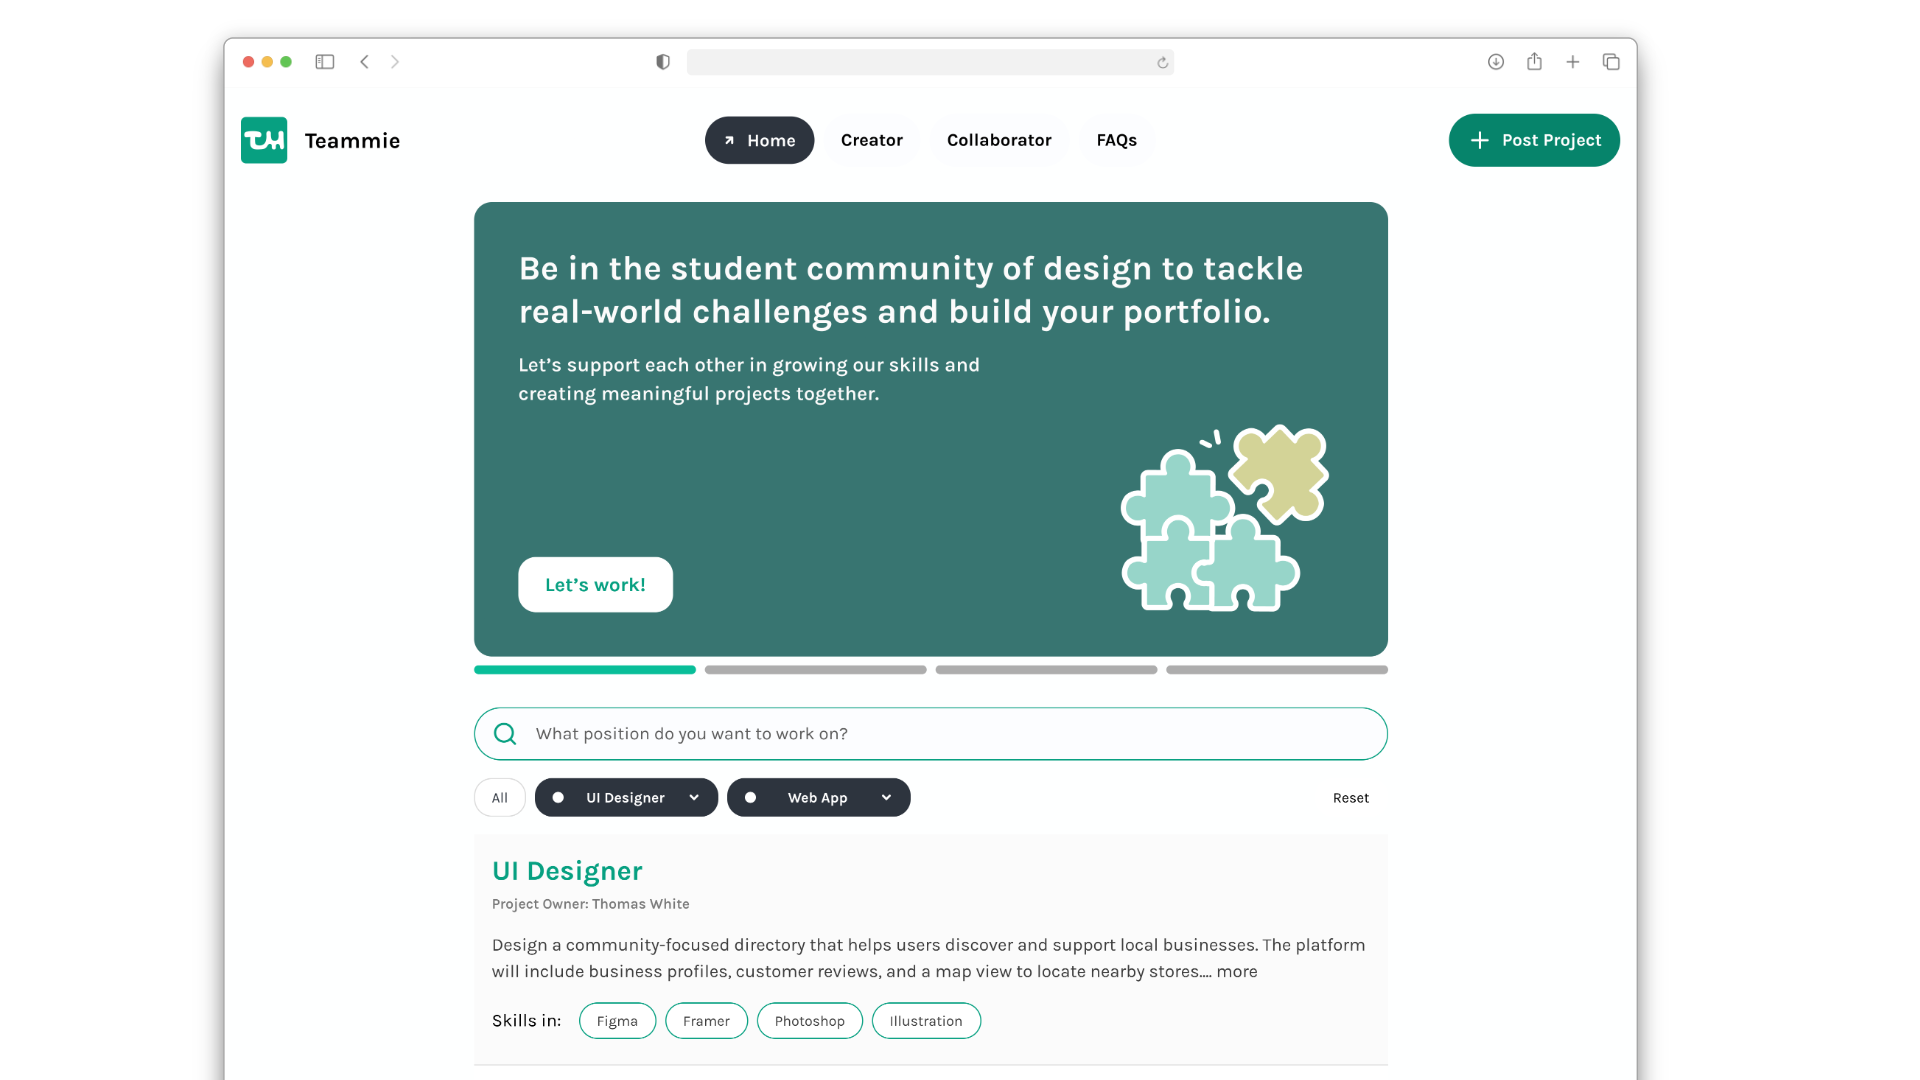 Teammie
Home
Creator
Collaborator
FAQs
Post Project
Be in the student community of design to tackle
real-world challenges and build your portfolio.
Let’s support each other in growing our skills and
creating meaningful projects together.
Let’s work!
What position do you want to work on?
All
UI Designer
Web App
Reset
UI Designer
Project Owner: Thomas White
Design a community-focused directory that helps users discover and support local businesses. The platform
will include business profiles, customer reviews, and a map view to locate nearby stores.... more
Skills in:
Figma
Framer
Photoshop
Illustration